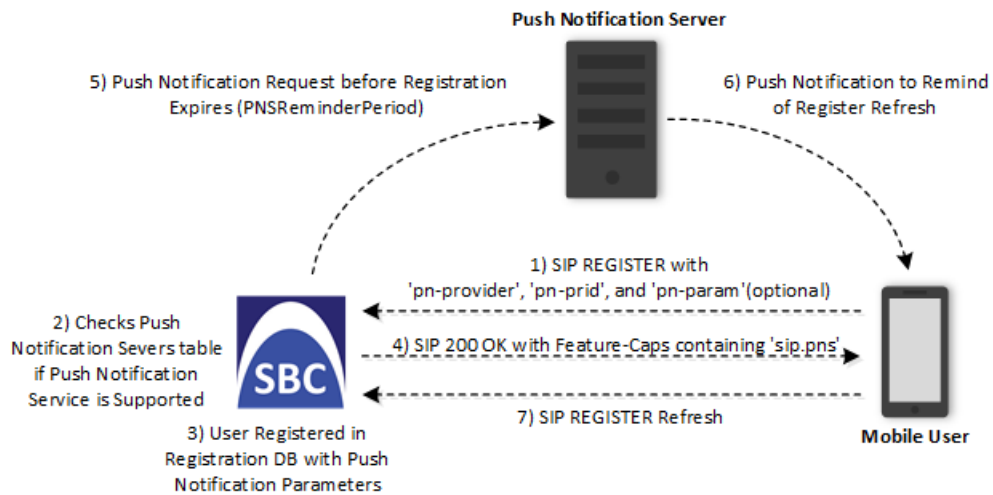 Push Notification Server
5) Push Notification Request before Registration
Expires (PNSReminderPeriod)
6) Push Notification to Remind
of Register Refresh
1) SIP REGISTER with
'pn-provider', 'pn-prid', and 'pn-param'(optional)
2) Checks Push
Notification Severs table
if Push Notification
Service is Supported
SBC
4) SIP 200 OK with Feature-Caps containing 'sip.pns'
7) SIP REGISTER Refresh
Mobile User
3) User Registered in
Registration DB with Push
Notification Parameters